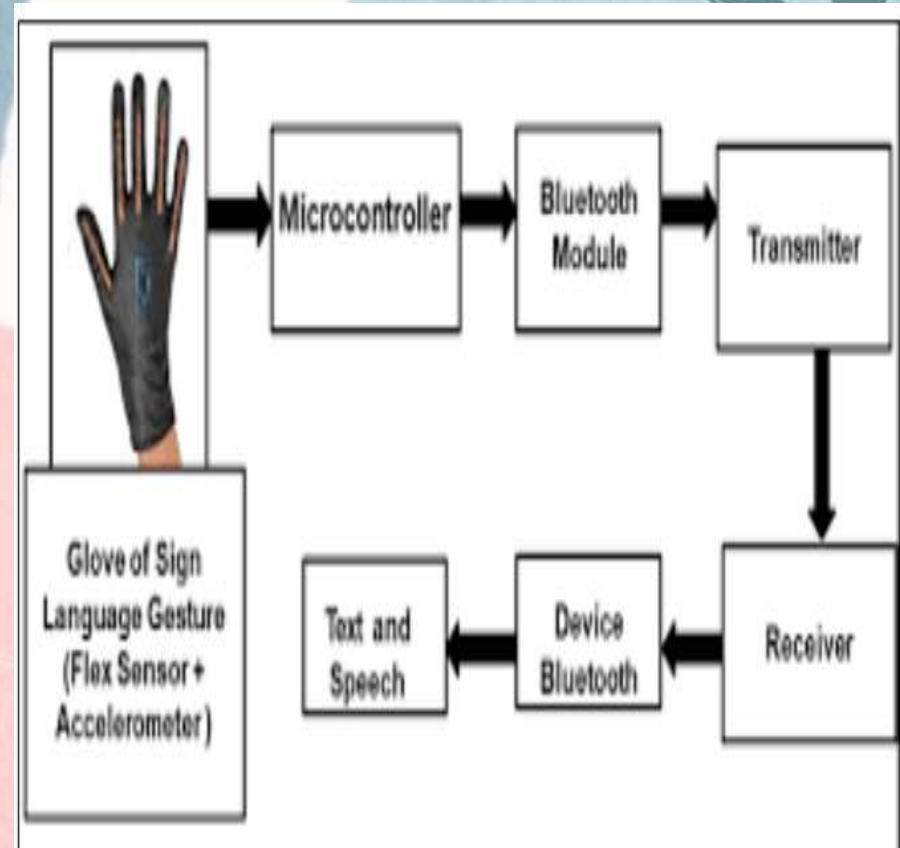 Microcontroller
Bluetooth
Module
Transmitter
Glove of Sign
Language Gesture
(Flex Sensor +
Accelerometer)
Text and
Speech
Device
Bluetooth
Receiver